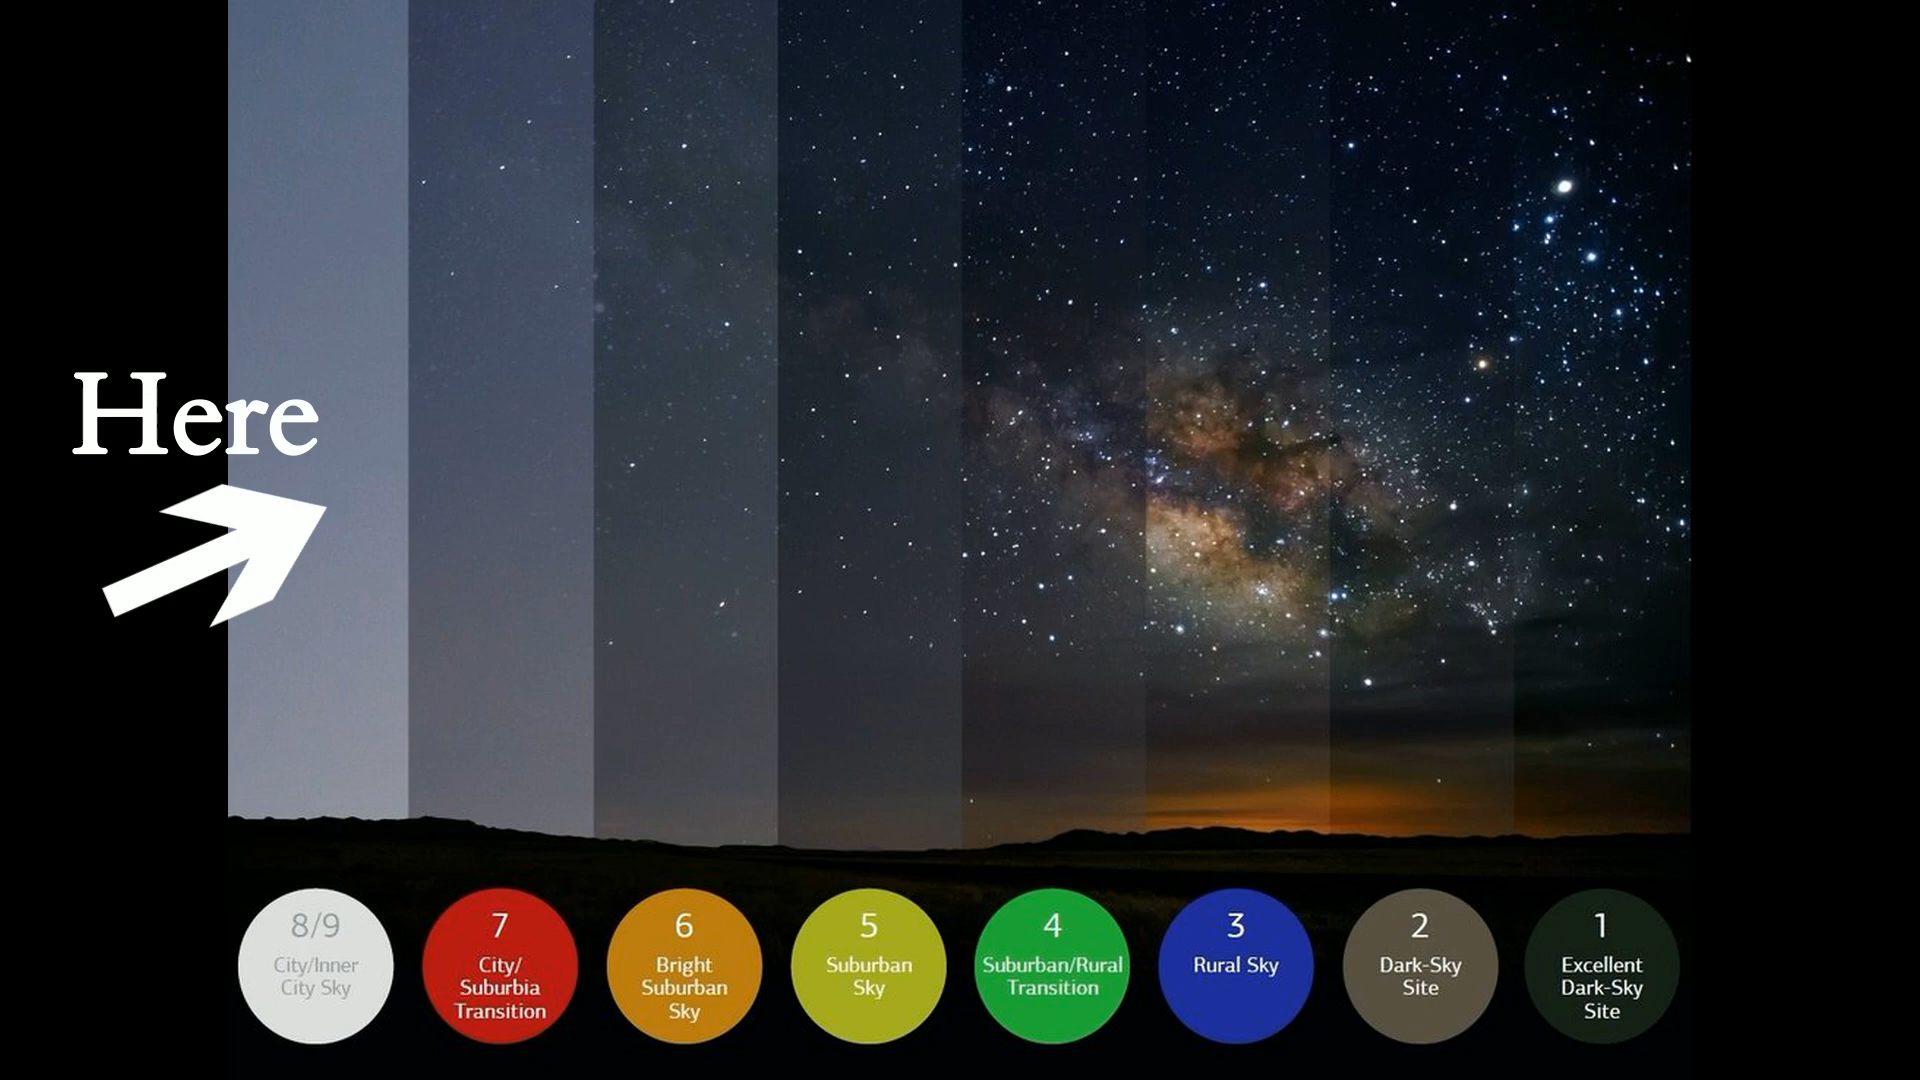 Here
8/9
City/Inner
City Sky
7
City/
Suburbia
Transition
6
Bright
Suburban
Sky
5
Suburban
Sky
4
Suburban/Rural
Transition
3
Rural Sky
2
Dark-Sky
Site
1
Excellent
Dark-Sky
Site